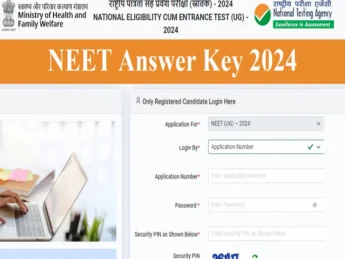 स्वास्थ्य और परिवार कल्याण मंत्रालय
Ministry of Health and
Family Welfare
राष्ट्रीय पात्रता सह प्रवेश परीक्षा (स्नातक) - 2024
NATIONAL ELIGIBILITY CUM ENTRANCE TEST (UG) -
2024
राष्ट्रीय परीक्षा एजेंसी
National Testing Agency
Excellence in Assessment
NEET Answer Key 2024
Only Registered Candidate Login Here
Application For*
NEET (UG) – 2024
Login By*
Application Number
Application Number*
Enter Application Number
Password *
Enter Password
Security PIN as Shown Below*
Enter Security PIN as Shown Below
Security PIN